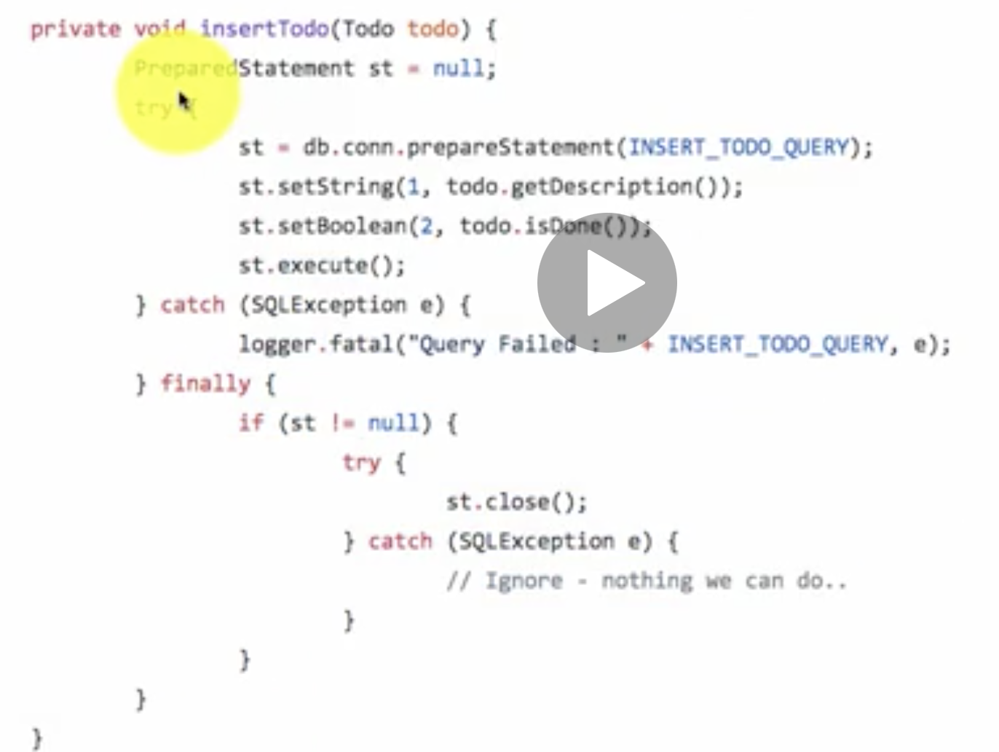 private void insertTodo(Todo todo) {
PreparedStatement st = null;
try {
st = db.conn.prepareStatement(INSERT_TODO_QUERY);
st.setString(1, todo.getDescription());
st.setBoolean(2, todo.isDone());
st.execute();
} catch (SQLException e) {
logger.fatal("Query Failed : " + INSERT_TODO_QUERY, e);
} finally {
if (st != null) {
try {
st.close();
} catch (SQLException e) {
// Ignore - nothing we can do..
}
}
}
}